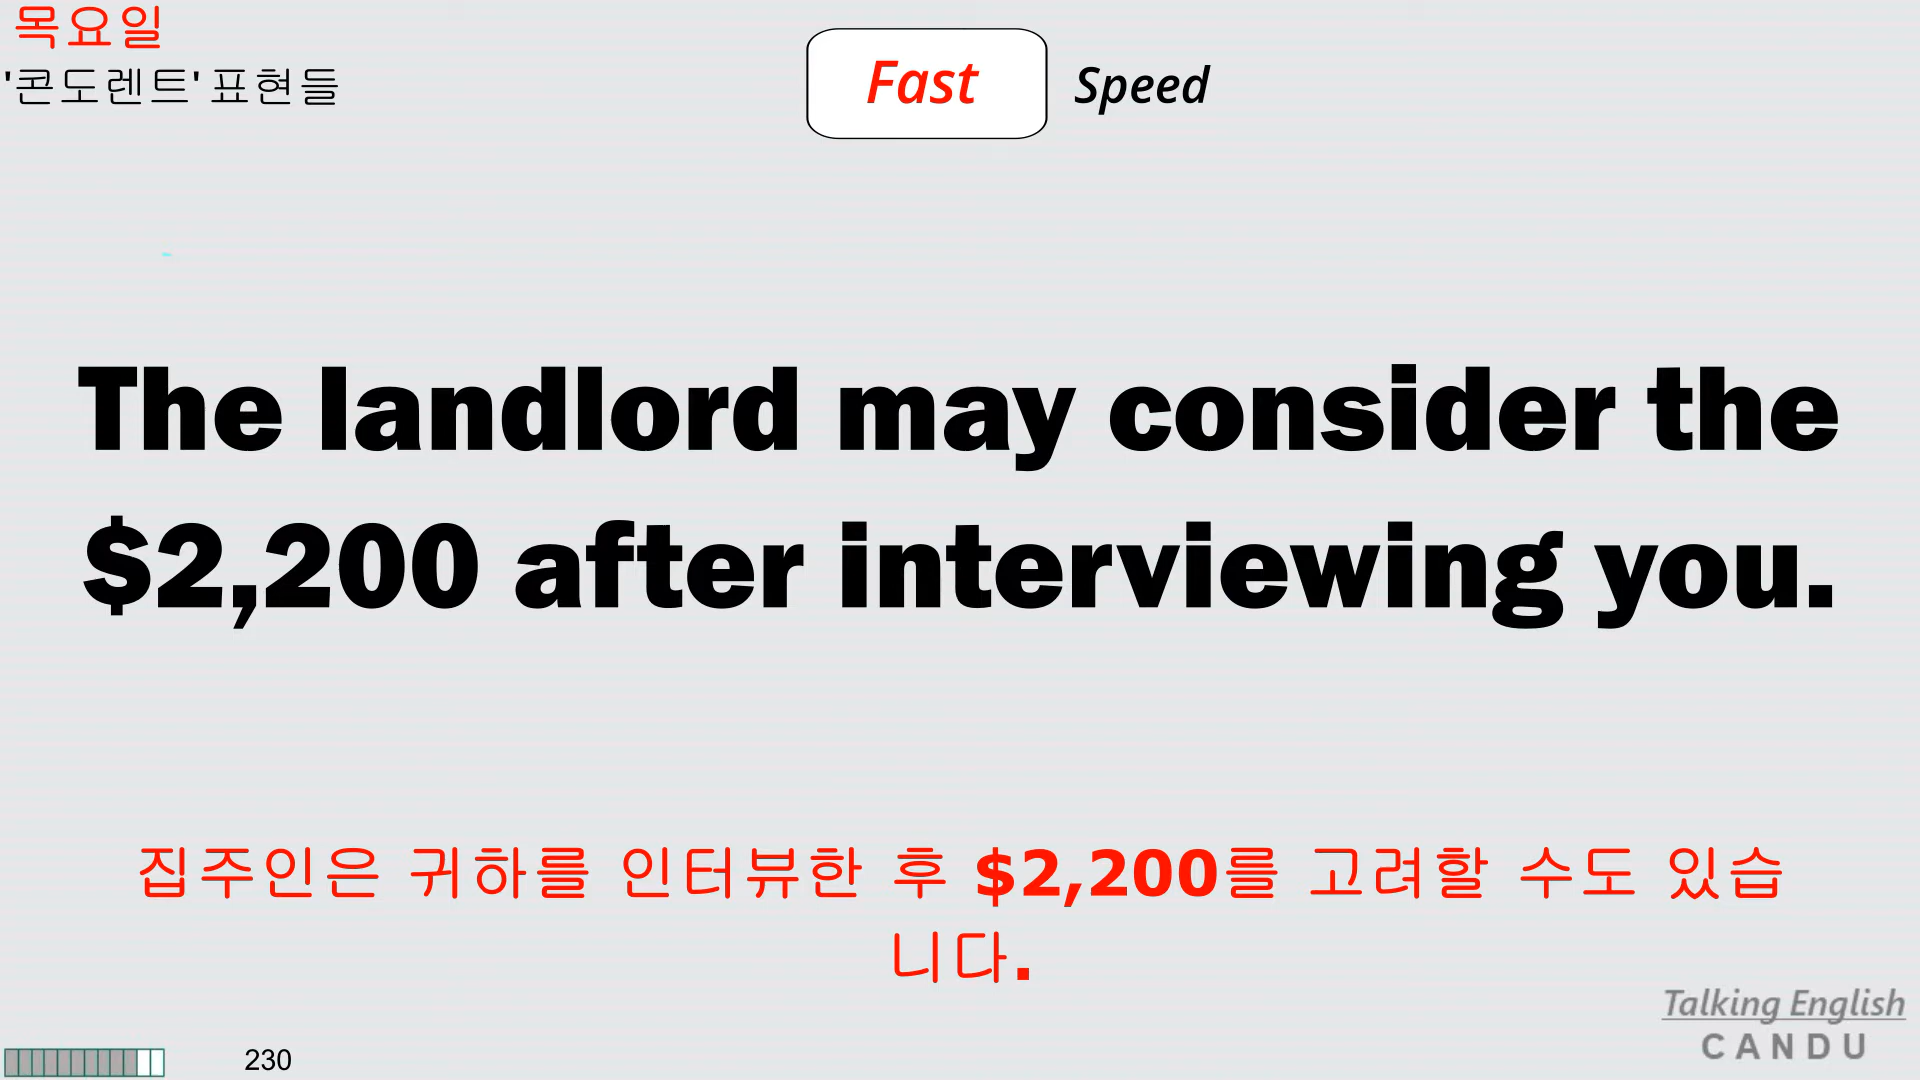 목요일
'콘도렌트' 표현들
Fast Speed
The landlord may consider the
$2,200 after interviewing you.
집주인은 귀하를 인터뷰한 후 $2,200를 고려할 수도 있습
니다.
Talking English
CANDU
230